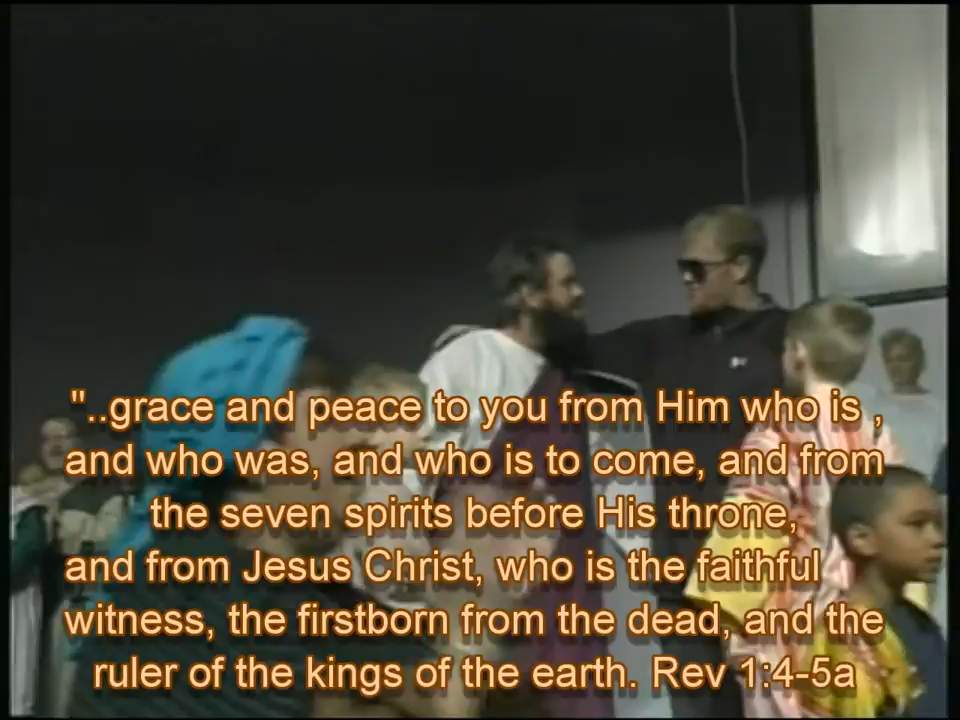 "..grace and peace to you from Him who is ,
and who was, and who is to come, and from
the seven spirits before His throne,
and from Jesus Christ, who is the faithful
witness, the firstborn from the dead, and the
ruler of the kings of the earth. Rev 1:4-5a